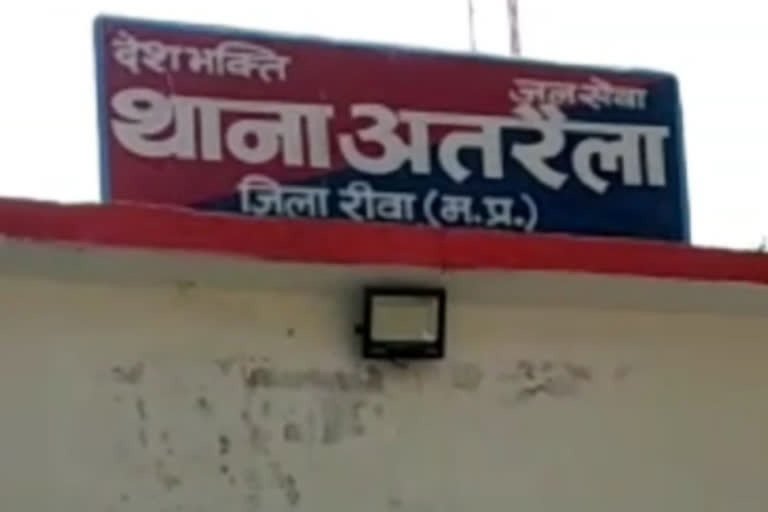 देशभक्ति जनसेवा
थाना अतरैला
ज़िला रीवा (म.प्र.)